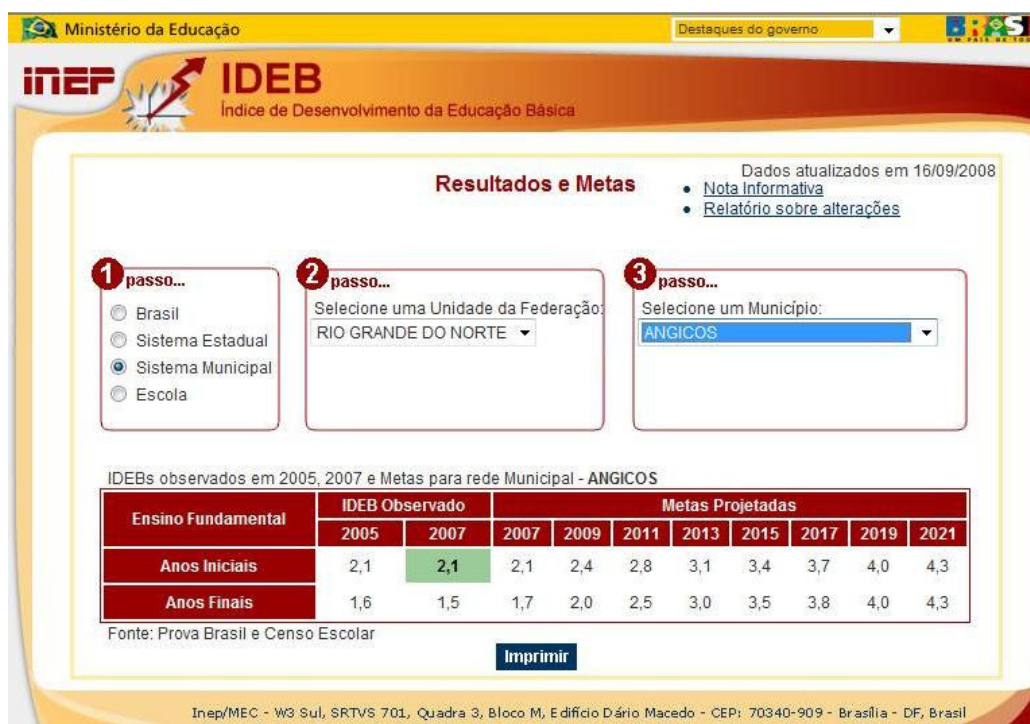 Ministério da Educação
Destaques do governo
BRASI
UM PAÍS DE TOD
INEP
IDEB
Índice de Desenvolvimento da Educação Básica
Resultados e Metas
Dados atualizados em 16/09/2008
Nota Informativa
Relatório sobre alterações
1 passo...
Brasil
Sistema Estadual
Sistema Municipal
Escola
2 passo...
Selecione uma Unidade da Federação:
RIO GRANDE DO NORTE
3 passo...
Selecione um Município:
ANGICOS
IDEBs observados em 2005, 2007 e Metas para rede Municipal - ANGICOS
Ensino Fundamental IDEB Observado Metas Projetadas
2005 2007 2007 2009 2011 2013 2015 2017 2019 2021
Anos Iniciais 2,1 2,1 2,1 2,4 2,8 3,1 3,4 3,7 4,0 4,3
Anos Finais 1,6 1,5 1,7 2,0 2,5 3,0 3,5 3,8 4,0 4,3
Fonte: Prova Brasil e Censo Escolar
Imprimir
Inep/MEC - W3 Sul, SRTVS 701, Quadra 3, Bloco M, Edifício Dário Macedo - CEP: 70340-909 - Brasília - DF, Brasil